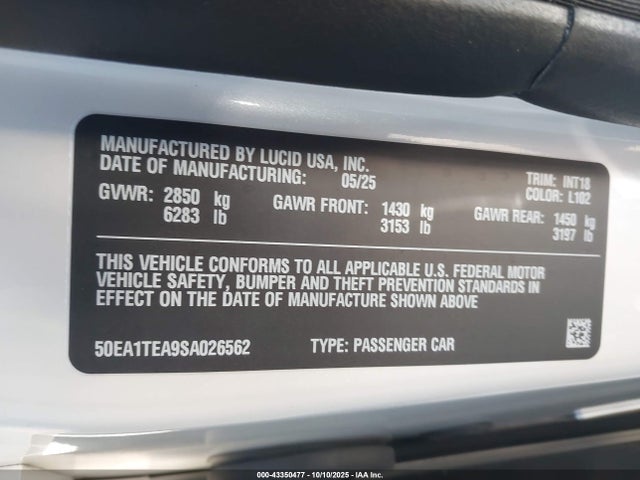 MANUFACTURED BY LUCID USA, INC.
DATE OF MANUFACTURING: 05/25
TRIM: INT18
COLOR: L102
GVWR: 2850 kg GAWR FRONT: 1430 kg GAWR REAR: 1450 kg
6283 lb 3153 lb 3197 lb
THIS VEHICLE CONFORMS TO ALL APPLICABLE U.S. FEDERAL MOTOR
VEHICLE SAFETY, BUMPER AND THEFT PREVENTION STANDARDS IN
EFFECT ON THE DATE OF MANUFACTURE SHOWN ABOVE
50EA1TEA9SA026562 TYPE: PASSENGER CAR
000-43350477 - 10/10/2025 - IAA Inc.